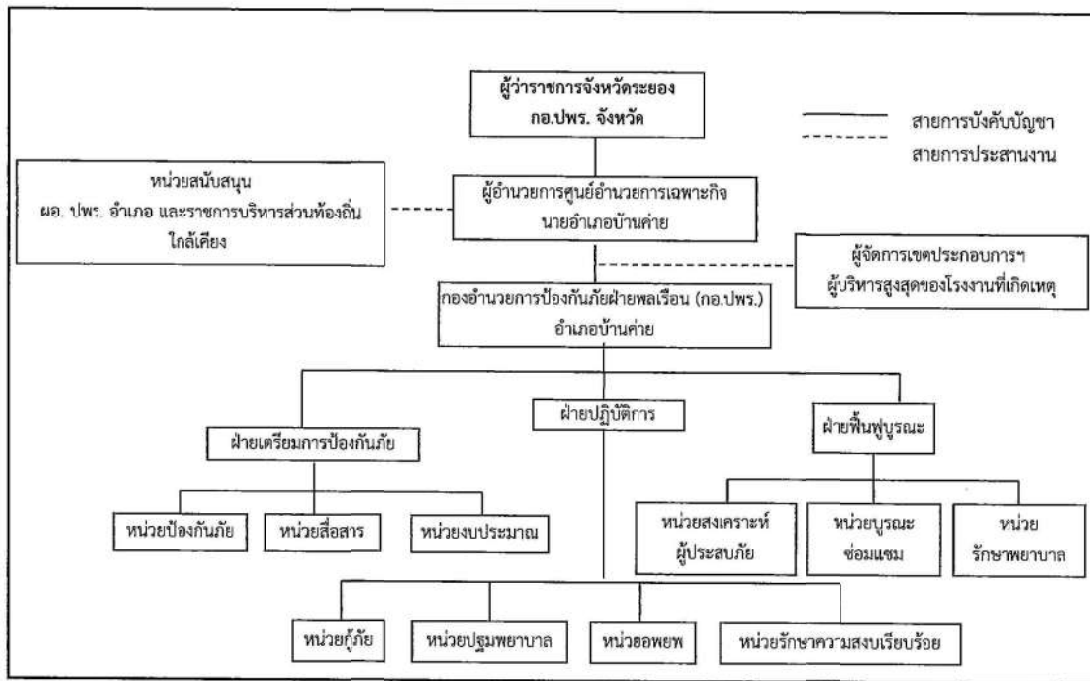 ผู้ว่าราชการจังหวัดระยอง
กอ.ปพร. จังหวัด
สายการบังคับบัญชา
สายการประสานงาน
หน่วยสนับสนุน
ผอ. ปพร. อำเภอ และราชการบริหารส่วนท้องถิ่น
ใกล้เคียง
ผู้อำนวยการศูนย์อำนวยการเฉพาะกิจ
นายอำเภอบ้านค่าย
ผู้จัดการเขตประกอบการฯ
ผู้บริหารสูงสุดของโรงงานที่เกิดเหตุ
กองอำนวยการป้องกันภัยฝ่ายพลเรือน (กอ.ปพร.)
อำเภอบ้านค่าย
ฝ่ายเตรียมการป้องกันภัย
ฝ่ายปฏิบัติการ
ฝ่ายฟื้นฟูบูรณะ
หน่วยป้องกันภัย
หน่วยสื่อสาร
หน่วยงบประมาณ
หน่วยสงเคราะห์
ผู้ประสบภัย
หน่วยบูรณะ
ซ่อมแซม
หน่วย
รักษาพยาบาล
หน่วยกู้ภัย
หน่วยปฐมพยาบาล
หน่วยอพยพ
หน่วยรักษาความสงบเรียบร้อย